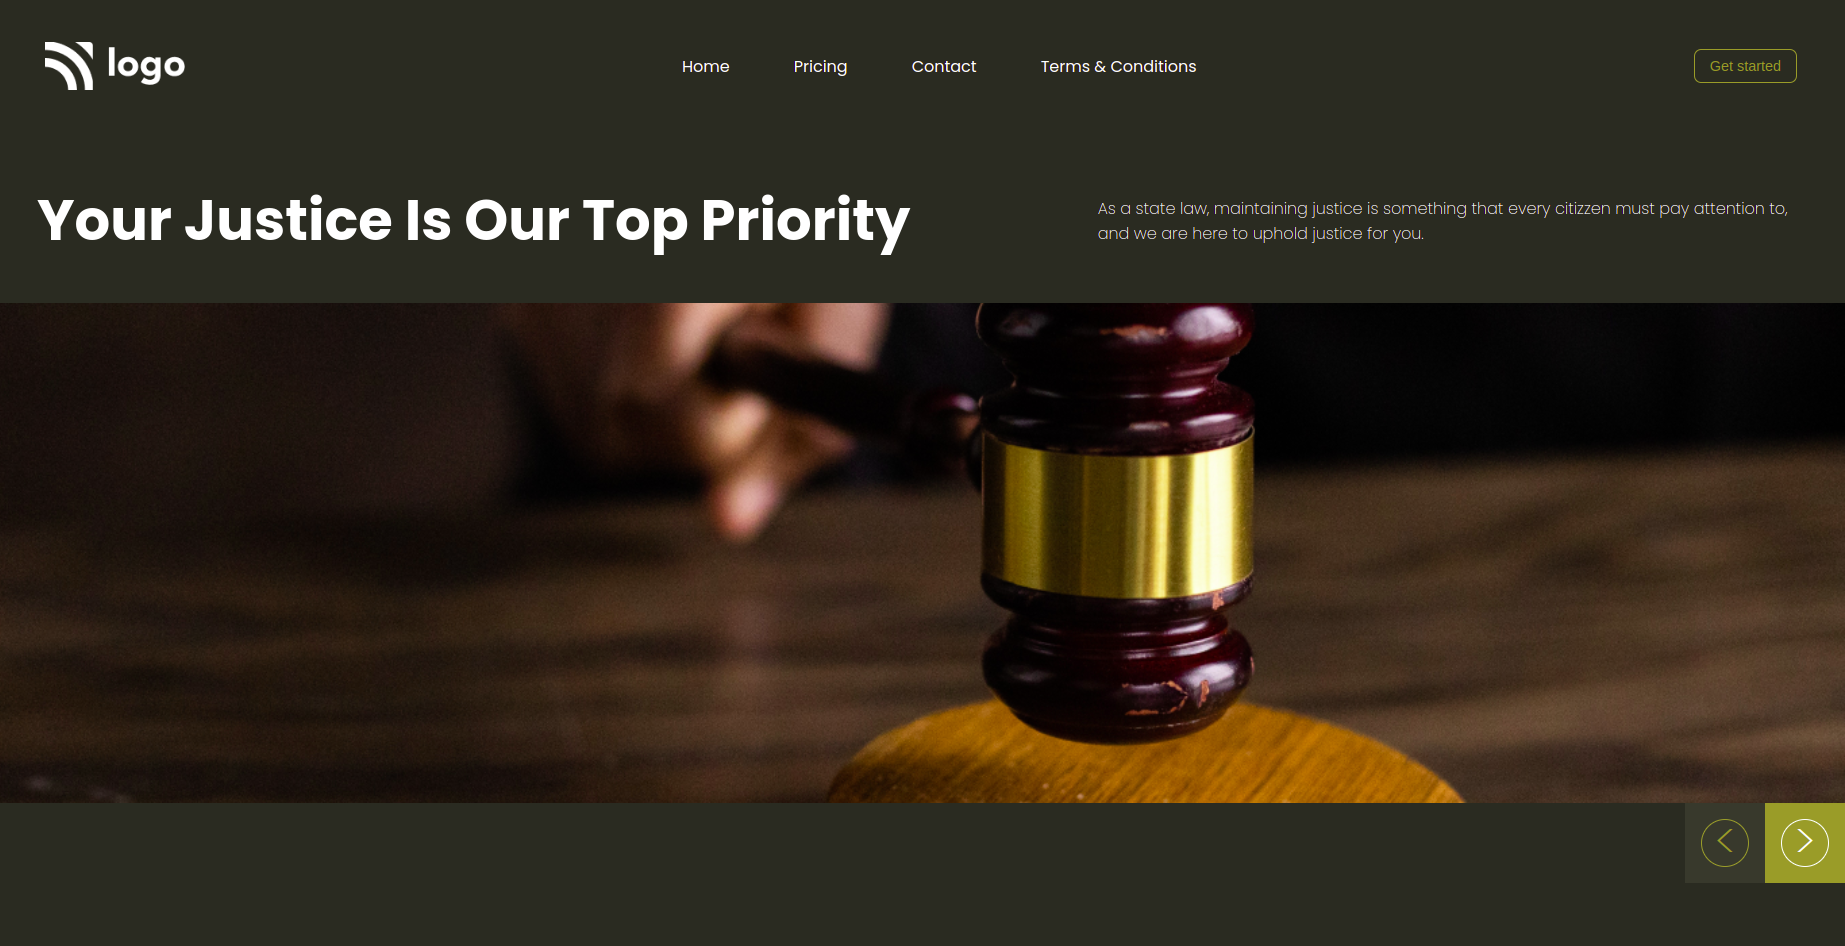 logo
Home
Pricing
Contact
Terms & Conditions
Get started
Your Justice Is Our Top Priority
As a state law, maintaining justice is something that every citizzen must pay attention to,
and we are here to uphold justice for you.